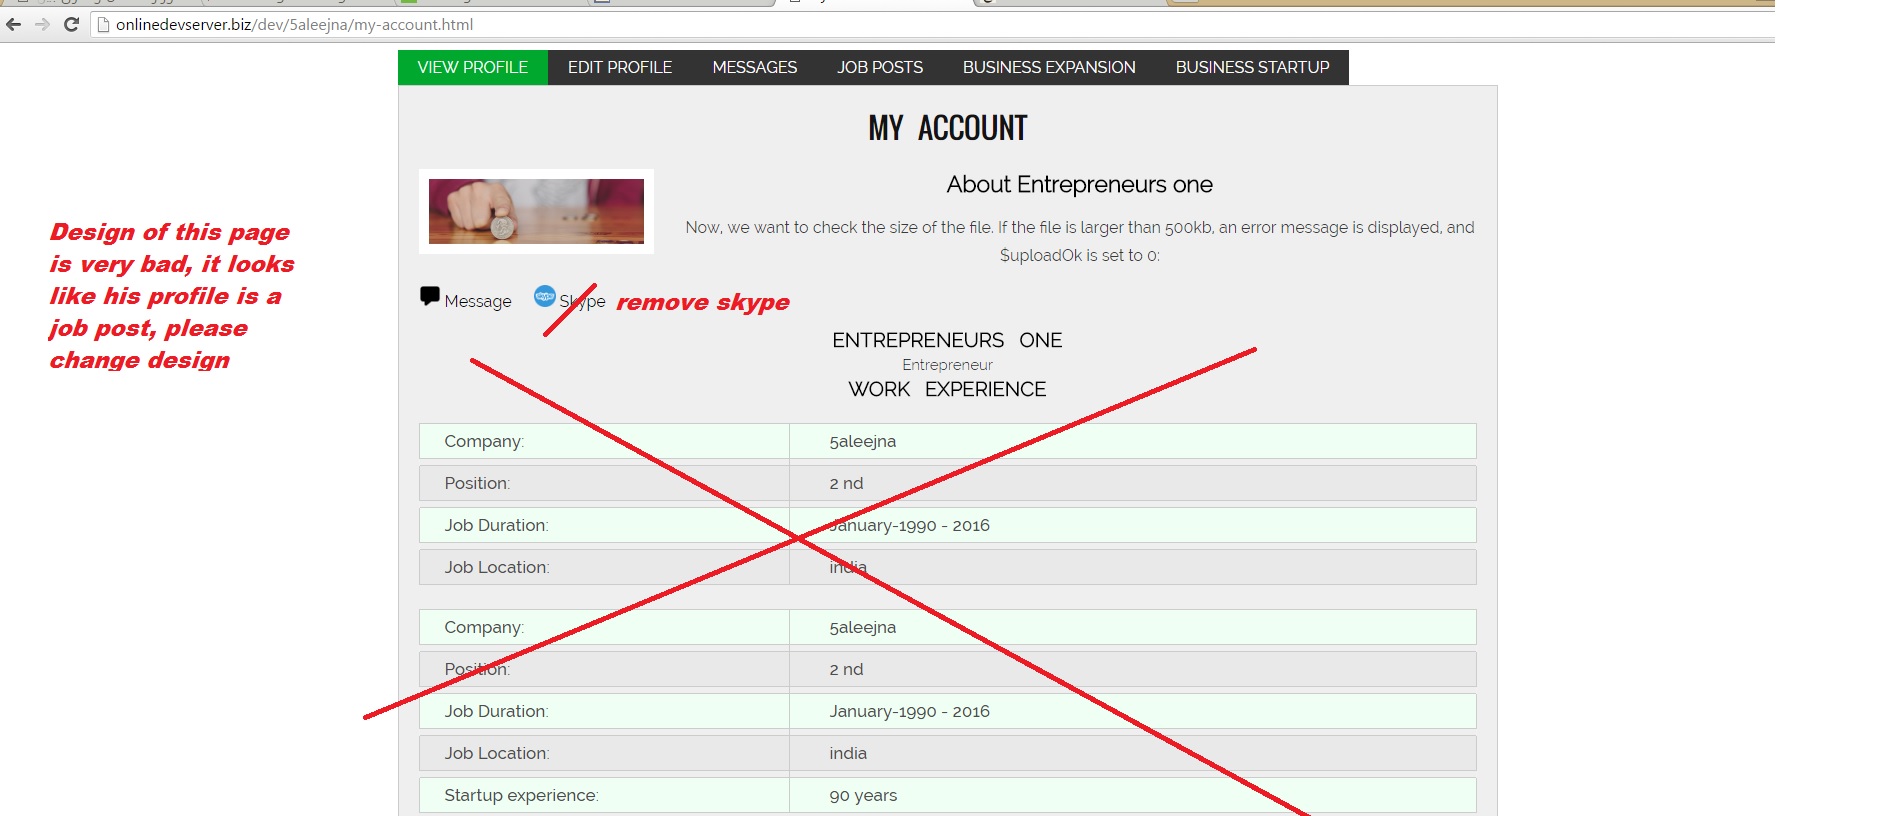 onlinedevserver.biz/dev/5aleejna/my-account.html
VIEW PROFILE EDIT PROFILE MESSAGES JOB POSTS BUSINESS EXPANSION BUSINESS STARTUP
MY ACCOUNT
About Entrepreneurs one
Now, we want to check the size of the file. If the file is larger than 500kb, an error message is displayed, and
$uploadOk is set to 0:
Design of this page
is very bad, it looks
like his profile is a
job post, please
change design
Message Skype remove skype
ENTREPRENEURS ONE
Entrepreneur
WORK EXPERIENCE
Company: 5aleejna
Position: 2 nd
Job Duration: January-1990 - 2016
Job Location: india
Company: 5aleejna
Position: 2 nd
Job Duration: January-1990 - 2016
Job Location: india
Startup experience: 90 years